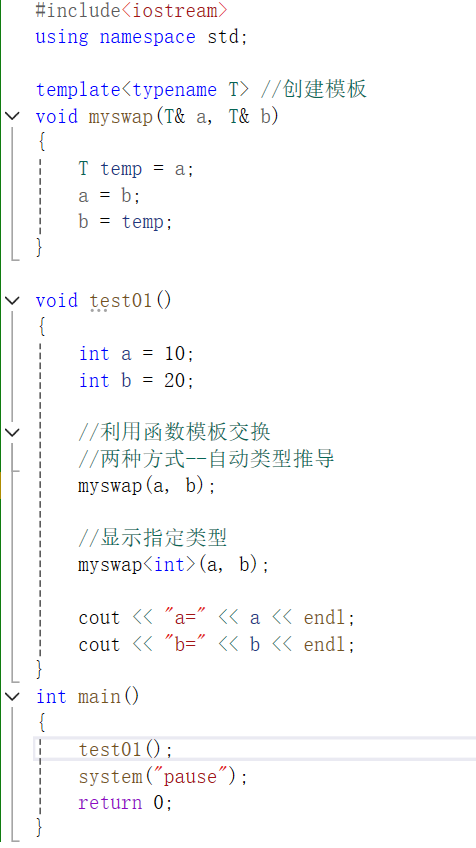 #include<iostream>
using namespace std;
template<typename T> //创建模板
void myswap(T& a, T& b)
{
T temp = a;
a = b;
b = temp;
}
void test01()
{
int a = 10;
int b = 20;
//利用函数模板交换
//两种方式--自动类型推导
myswap(a, b);
//显示指定类型
myswap<int>(a, b);
cout << "a=" << a << endl;
cout << "b=" << b << endl;
}
int main()
{
test01();
system("pause");
return 0;
}